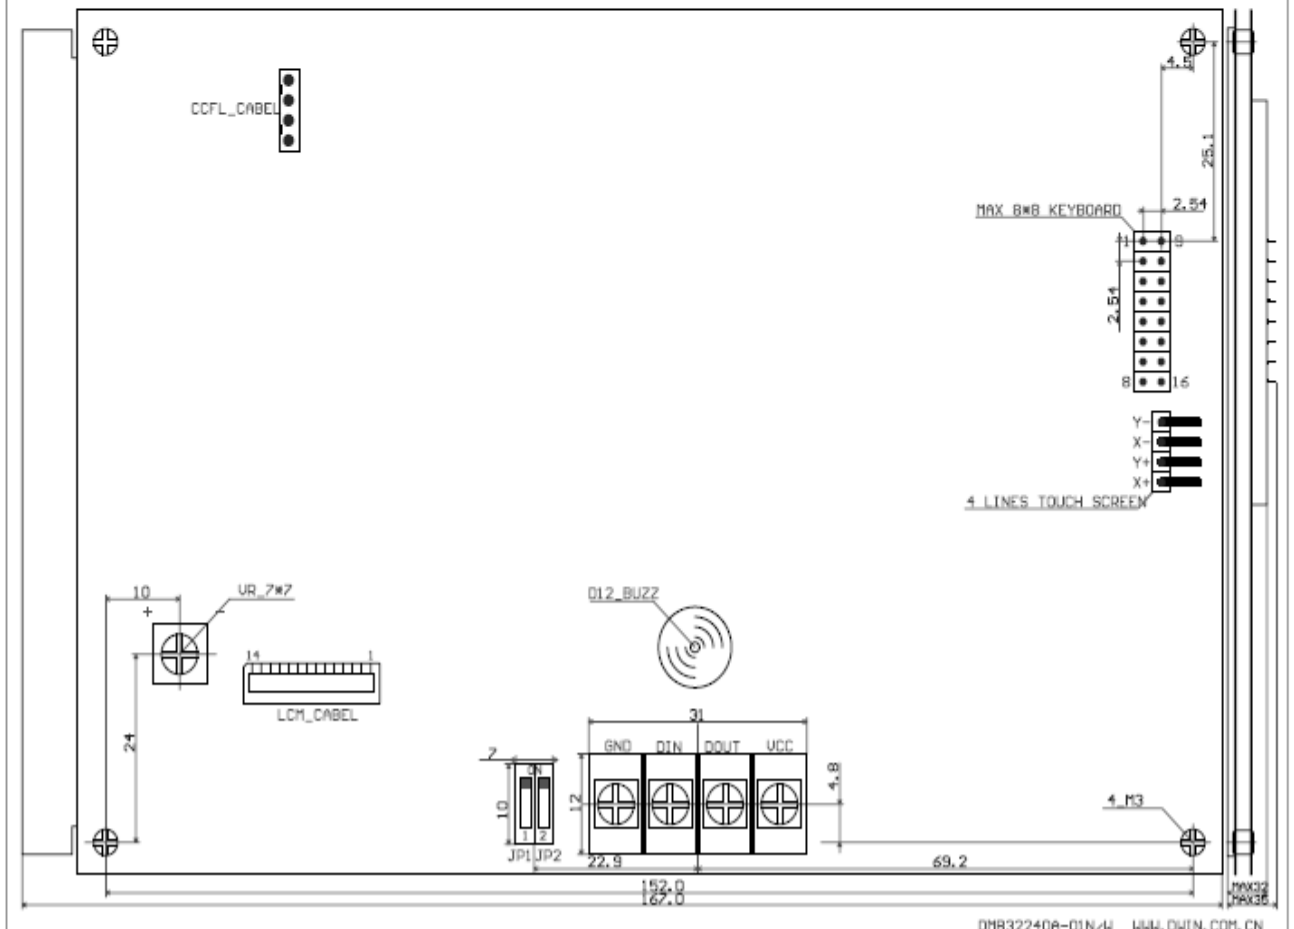 4.5
CCFL_CABEL
25.1
2.54
MAX 8*8 KEYBOARD
1 9
2.54
8 16
Y-
X-
Y+
X+
4 LINES TOUCH SCREEN
10
VR_7*7
D12_BUZZ
+ -
14 1
LCM_CABEL
31
24
GND DIN DOUT VCC
7
ON
4.8
10
12
4_M3
1 2
JP1 JP2
22.9
69.2
152.0
167.0
MAX32
MAX35
DMB32240A-01N/W WWW.DWIN.COM.CN